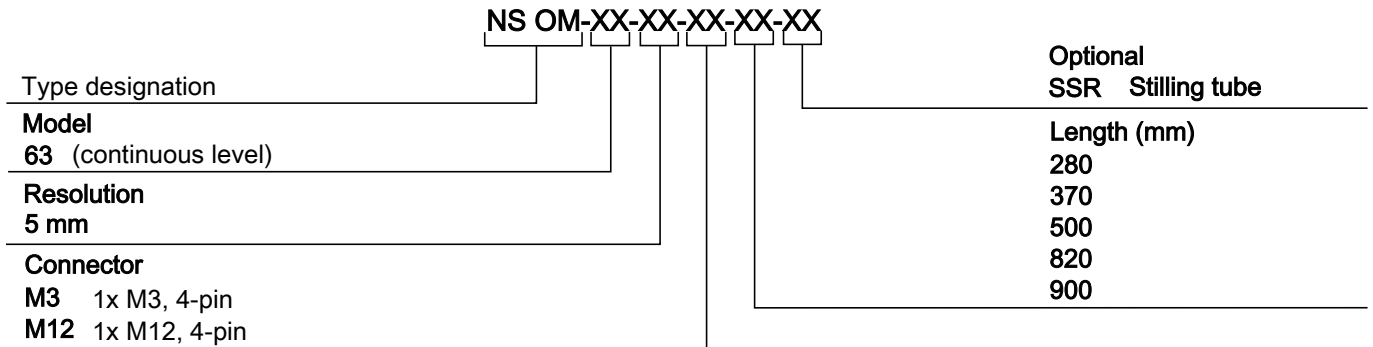 NS OM-XX-XX-XX-XX-XX
Type designation
Model
63 (continuous level)
Resolution
5 mm
Connector
M3 1x M3, 4-pin
M12 1x M12, 4-pin
Optional
SSR Stilling tube
Length (mm)
280
370
500
820
900